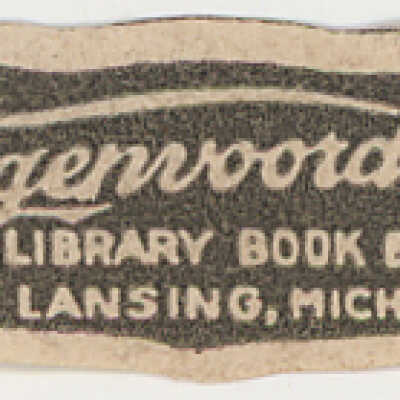 genvoord
LIBRARY BOOK B
LANSING, MICH